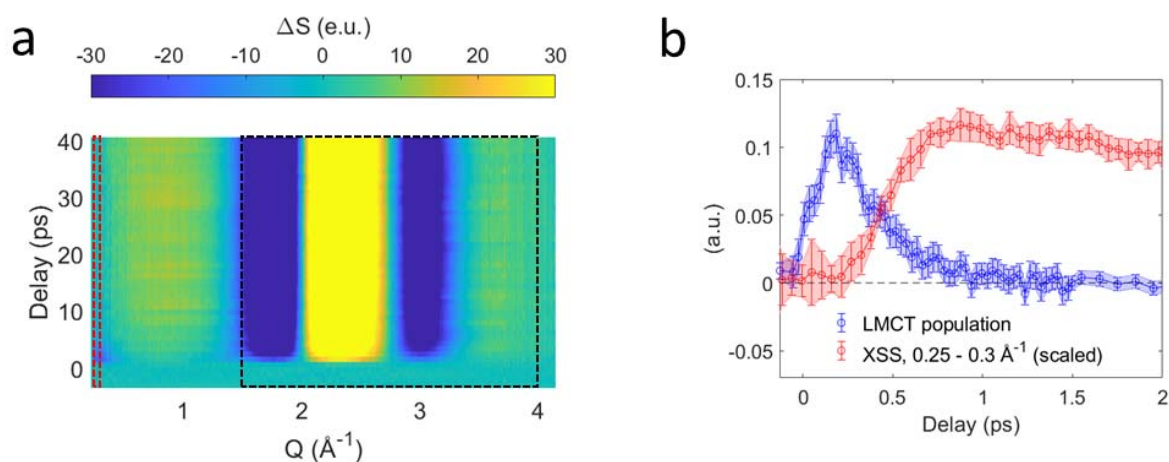 a
ΔS (e.u.)
-30 -20 -10 0 10 20 30
Delay (ps)
40
30
20
10
0
1 2 3 4
Q (Å⁻¹)
b
(a.u.)
0.15
0.1
0.05
0
-0.05
LMCT population
XSS, 0.25 - 0.3 Å⁻¹ (scaled)
0 0.5 1 1.5 2
Delay (ps)